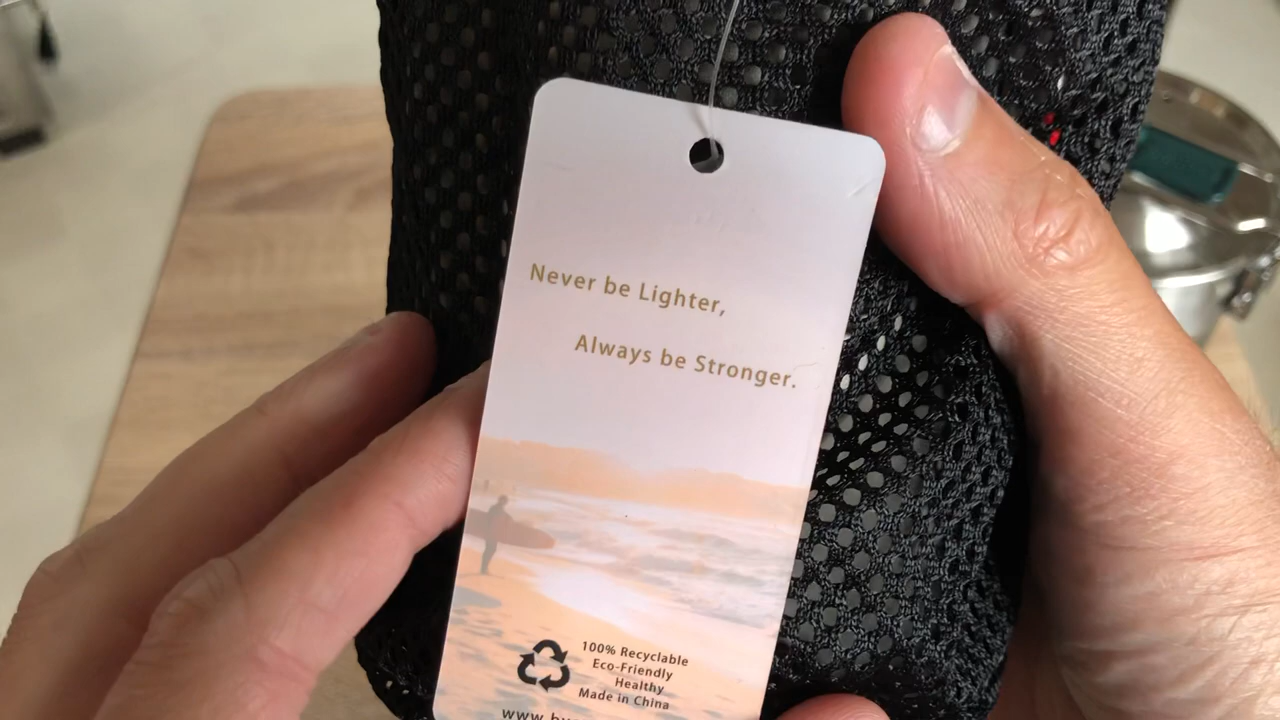 Never be Lighter,
Always be Stronger.
100% Recyclable
Eco-Friendly
Healthy
Made in China